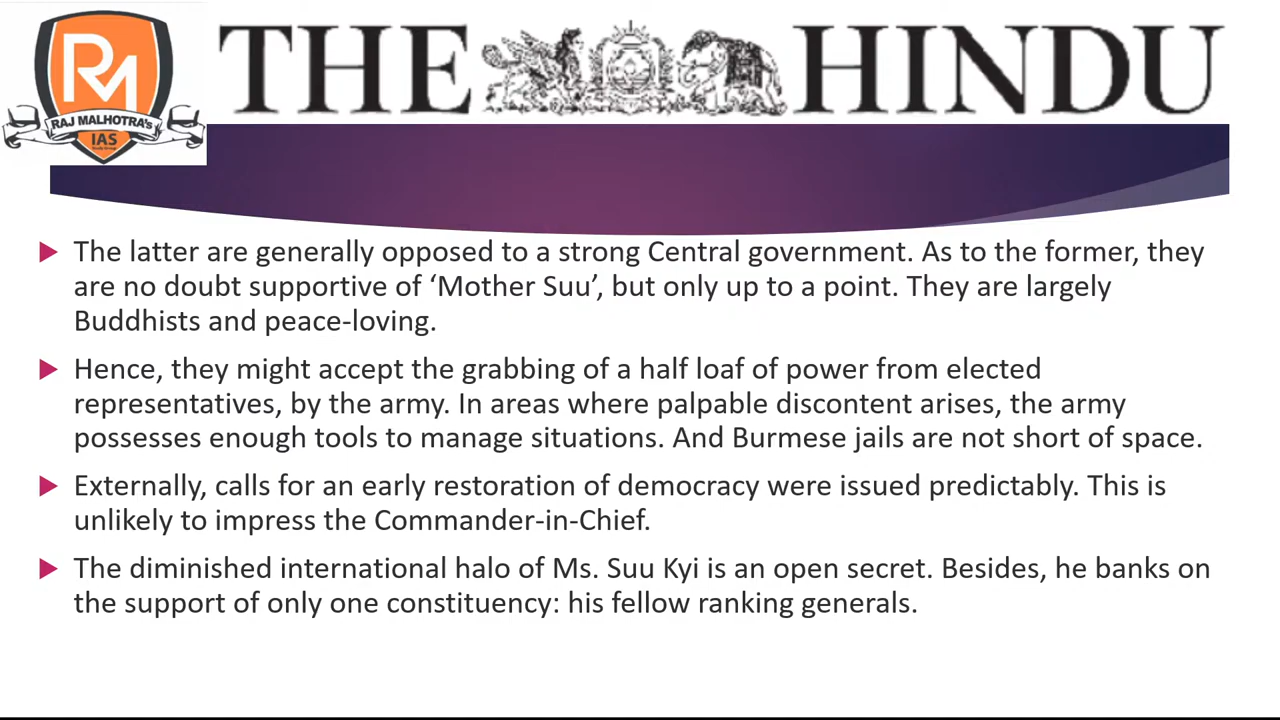 RM
RAJ MALHOTRA's
IAS
THE HINDU
The latter are generally opposed to a strong Central government. As to the former, they
are no doubt supportive of ‘Mother Suu’, but only up to a point. They are largely
Buddhists and peace-loving.
Hence, they might accept the grabbing of a half loaf of power from elected
representatives, by the army. In areas where palpable discontent arises, the army
possesses enough tools to manage situations. And Burmese jails are not short of space.
Externally, calls for an early restoration of democracy were issued predictably. This is
unlikely to impress the Commander-in-Chief.
The diminished international halo of Ms. Suu Kyi is an open secret. Besides, he banks on
the support of only one constituency: his fellow ranking generals.